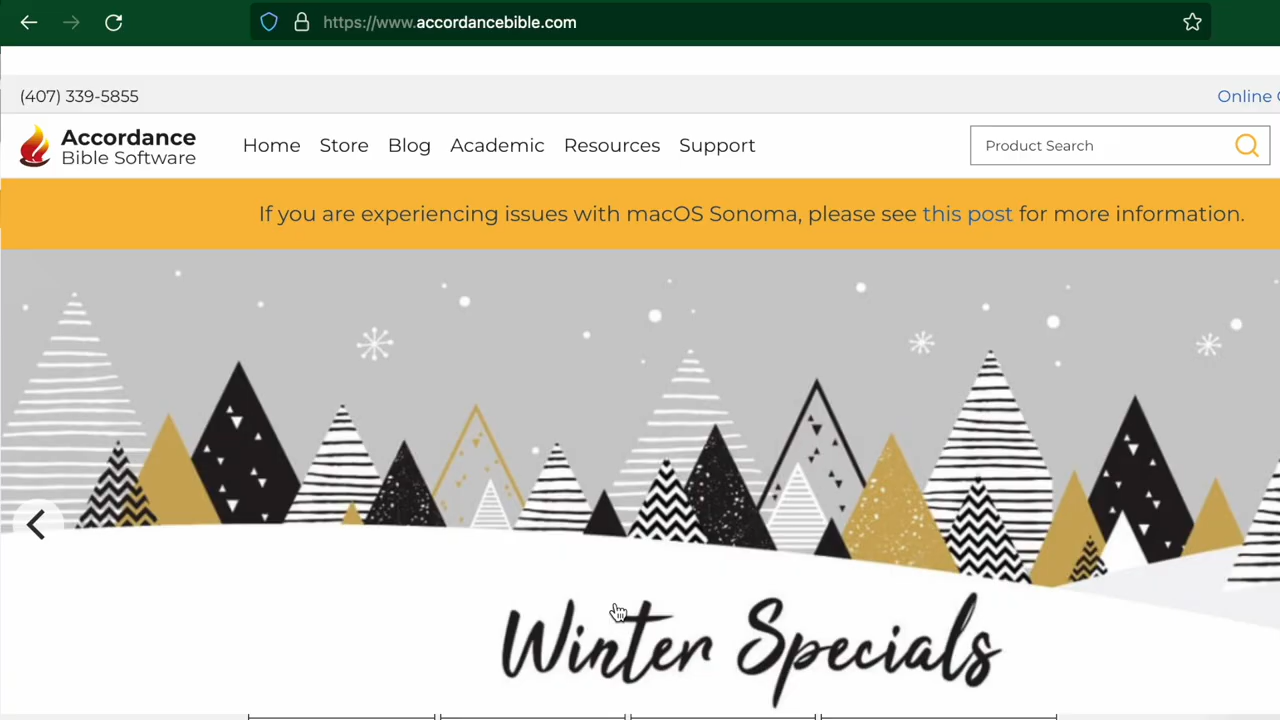 https://www.accordancebible.com
(407) 339-5855
Online
Accordance
Bible Software
Home Store Blog Academic Resources Support
Product Search
If you are experiencing issues with macOS Sonoma, please see this post for more information.
Winter Specials